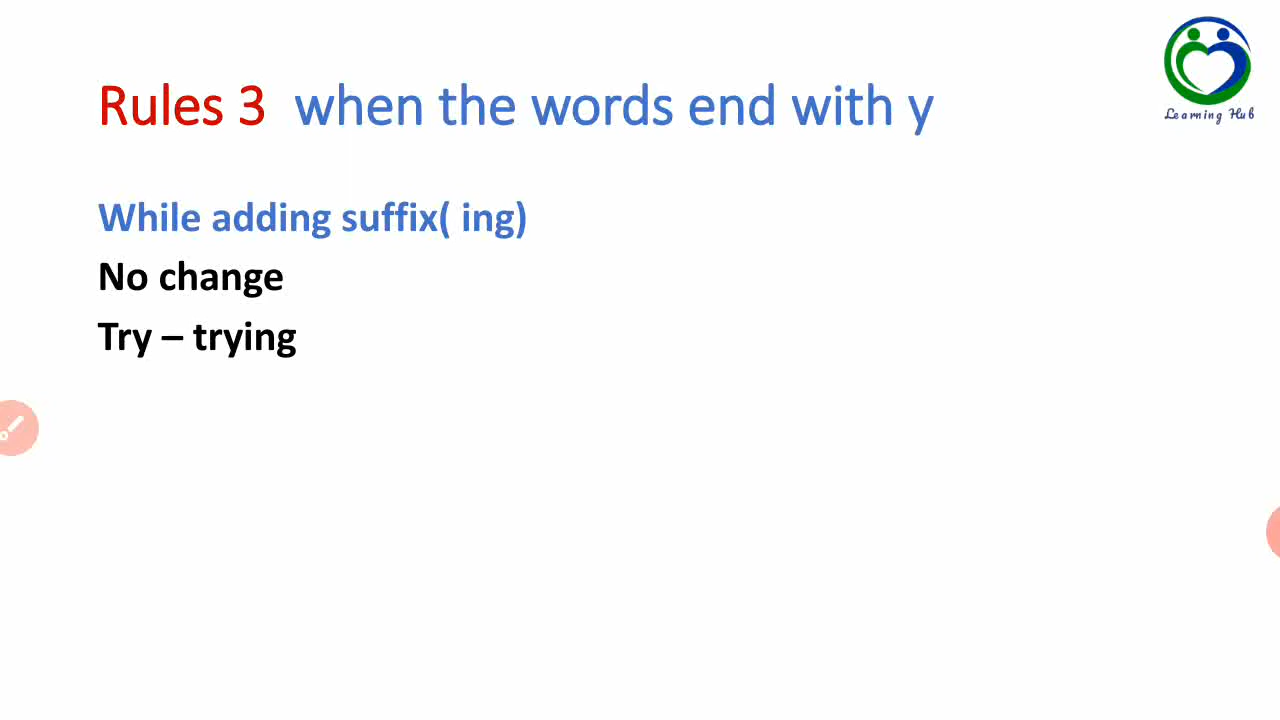 Rules 3 when the words end with y
Learning Hub
While adding suffix( ing)
No change
Try – trying